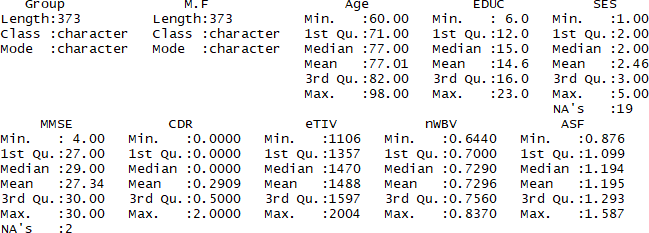 Group M.F Age EDUC SES
Length:373 Length:373 Min. :60.00 Min. : 6.0 Min. :1.00
Class :character Class :character 1st Qu.:71.00 1st Qu.:12.0 1st Qu.:2.00
Mode :character Mode :character Median :77.00 Median :15.0 Median :2.00
Mean :77.01 Mean :14.6 Mean :2.46
3rd Qu.:82.00 3rd Qu.:16.0 3rd Qu.:3.00
Max. :98.00 Max. :23.0 Max. :5.00
NA's :19
MMSE CDR eTIV nWBV ASF
Min. : 4.00 Min. :0.0000 Min. :1106 Min. :0.6440 Min. :0.876
1st Qu.:27.00 1st Qu.:0.0000 1st Qu.:1357 1st Qu.:0.7000 1st Qu.:1.099
Median :29.00 Median :0.0000 Median :1470 Median :0.7290 Median :1.194
Mean :27.34 Mean :0.2909 Mean :1488 Mean :0.7296 Mean :1.195
3rd Qu.:30.00 3rd Qu.:0.5000 3rd Qu.:1597 3rd Qu.:0.7560 3rd Qu.:1.293
Max. :30.00 Max. :2.0000 Max. :2004 Max. :0.8370 Max. :1.587
NA's :2